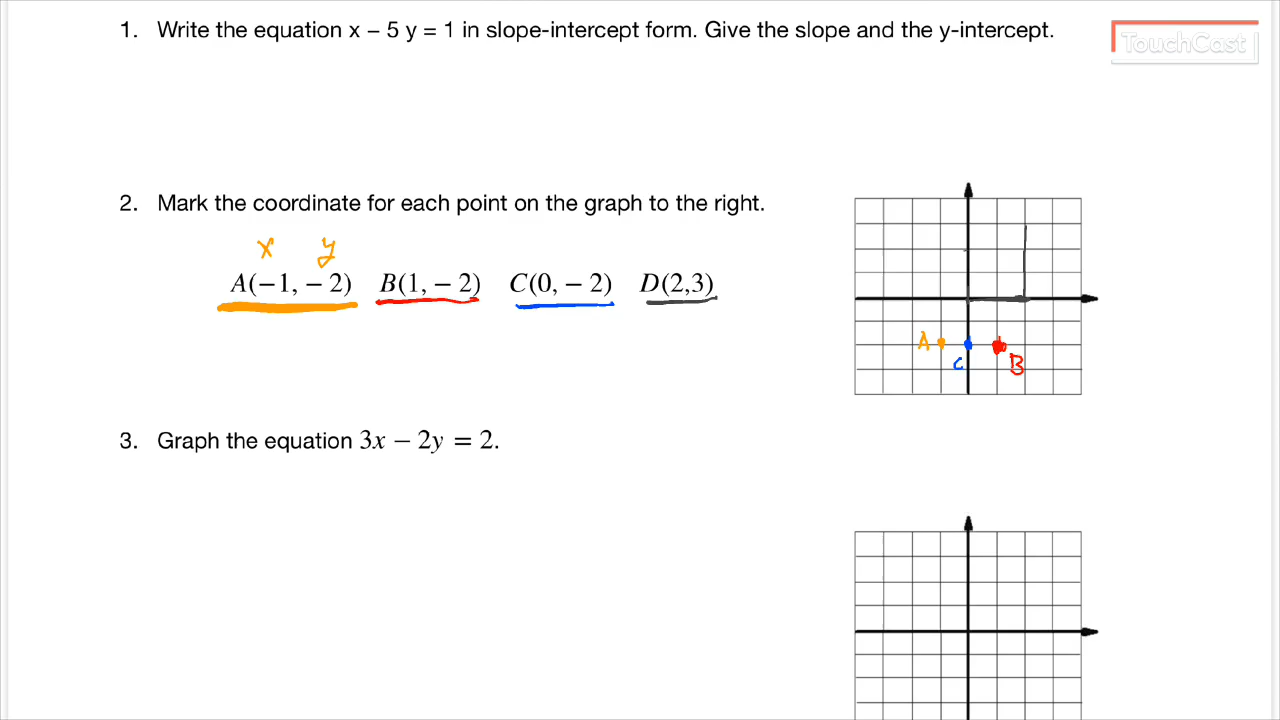 1. Write the equation x – 5 y = 1 in slope-intercept form. Give the slope and the y-intercept.
TouchCast
2. Mark the coordinate for each point on the graph to the right.
x y
A(−1, − 2) B(1, − 2) C(0, − 2) D(2,3)
A
C
B
3. Graph the equation 3x − 2y = 2.